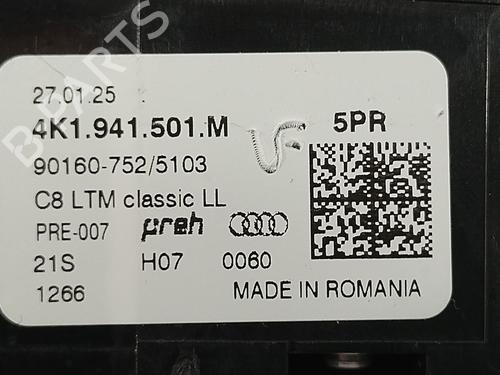 B-PARTS
27.01.25
4K1.941.501.M 5PR
90160-752/5103
C8 LTM classic LL
PRE-007 preh
21S H07 0060
1266 MADE IN ROMANIA